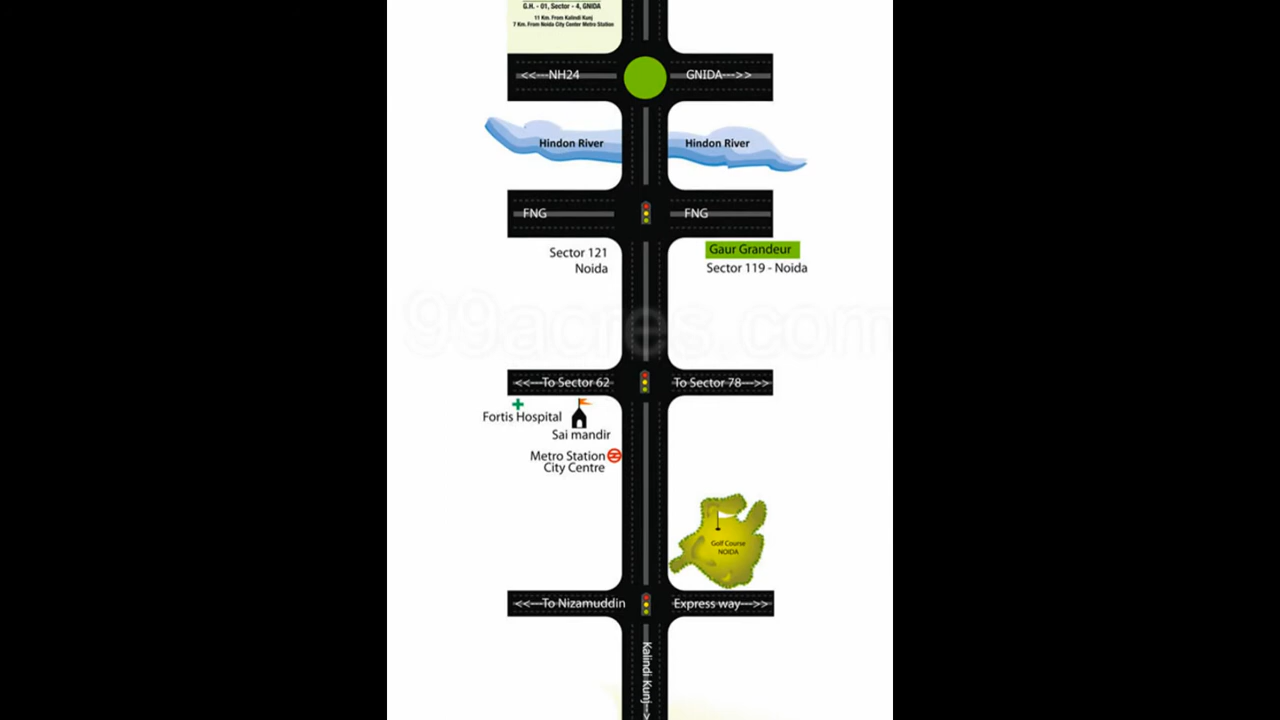 G.H. - 01, Sector - 4, GNIDA
11 Km. From Kalindi Kunj
7 Km. From Noida City Center Metro Station
<<---NH24
GNIDA--->>
Hindon River
Hindon River
FNG
FNG
Sector 121
Noida
Gaur Grandeur
Sector 119 - Noida
99acres.com
<<---To Sector 62
To Sector 78--->>
Fortis Hospital
Sai mandir
Metro Station
City Centre
Golf Course
NOIDA
<<---To Nizamuddin
Express way--->>
Kalindi Kunj-->